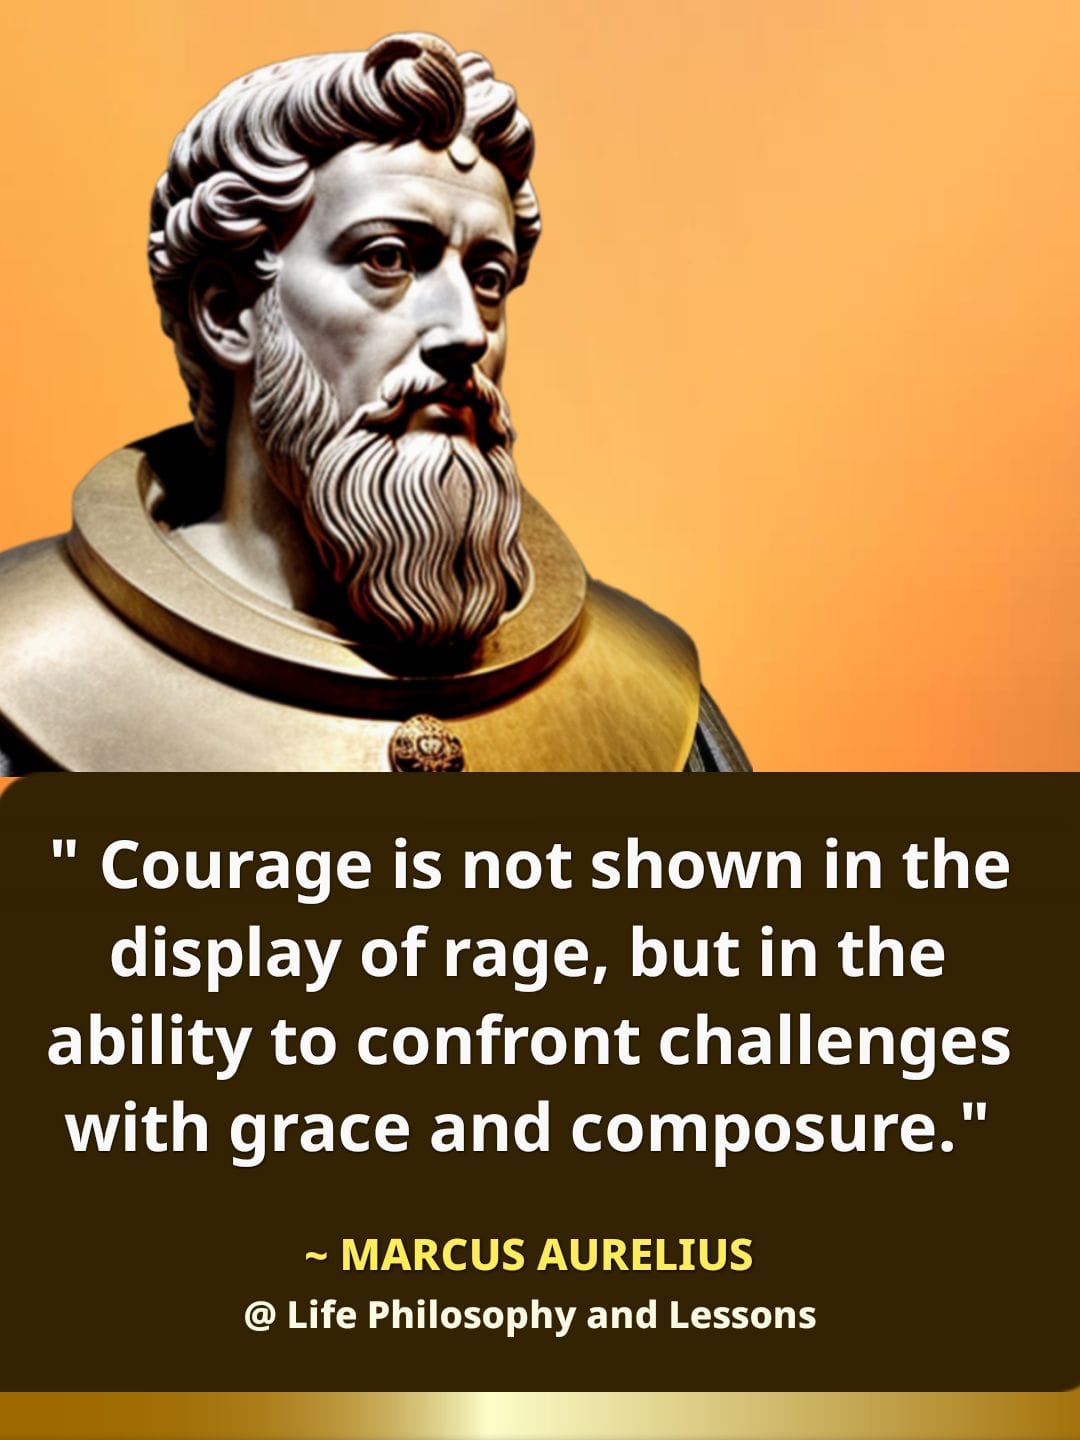 " Courage is not shown in the
display of rage, but in the
ability to confront challenges
with grace and composure."
~ MARCUS AURELIUS
@ Life Philosophy and Lessons